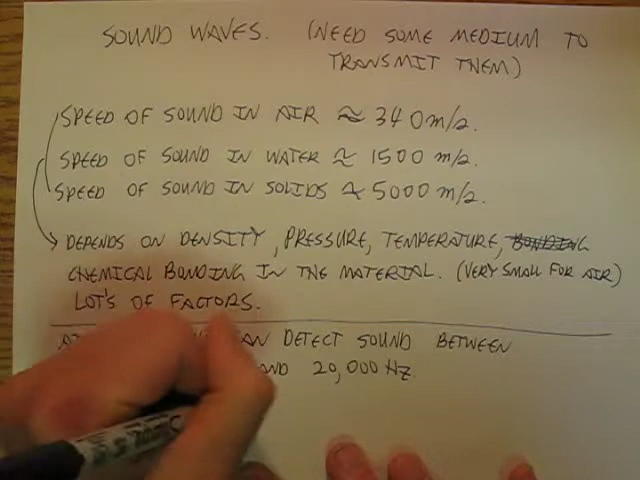 SOUND WAVES. (NEED SOME MEDIUM TO
TRANSMIT THEM)
SPEED OF SOUND IN AIR ≈ 340 m/s.
SPEED OF SOUND IN WATER ≈ 1500 m/s.
SPEED OF SOUND IN SOLIDS ≈ 5000 m/s.
DEPENDS ON DENSITY, PRESSURE, TEMPERATURE, BONDING
CHEMICAL BONDING IN THE MATERIAL. (VERY SMALL FOR AIR)
LOT'S OF FACTORS.
DETECT SOUND BETWEEN
20,000 Hz.